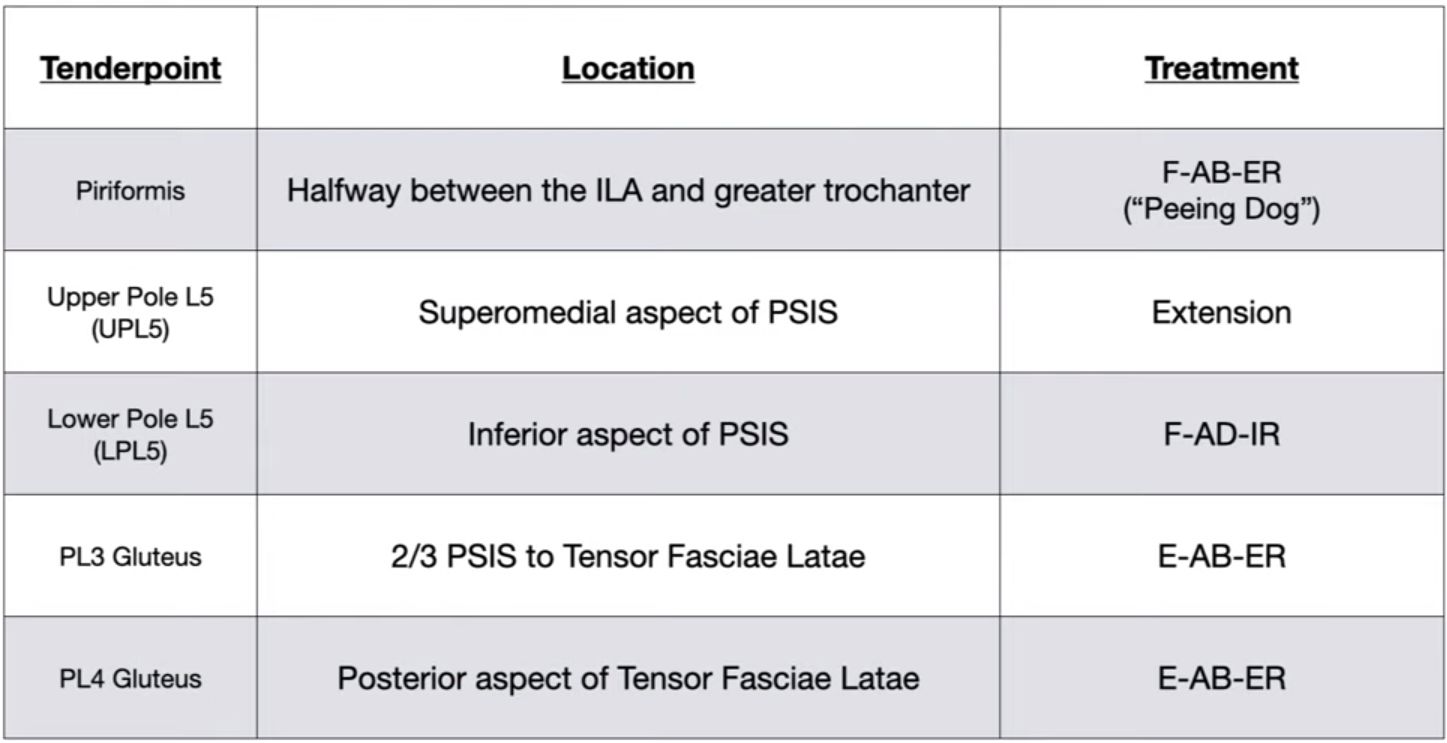 Tenderpoint Location Treatment
Piriformis Halfway between the ILA and greater trochanter F-AB-ER
(“Peeing Dog”)
Upper Pole L5
(UPL5) Superomedial aspect of PSIS Extension
Lower Pole L5
(LPL5) Inferior aspect of PSIS F-AD-IR
PL3 Gluteus 2/3 PSIS to Tensor Fasciae Latae E-AB-ER
PL4 Gluteus Posterior aspect of Tensor Fasciae Latae E-AB-ER